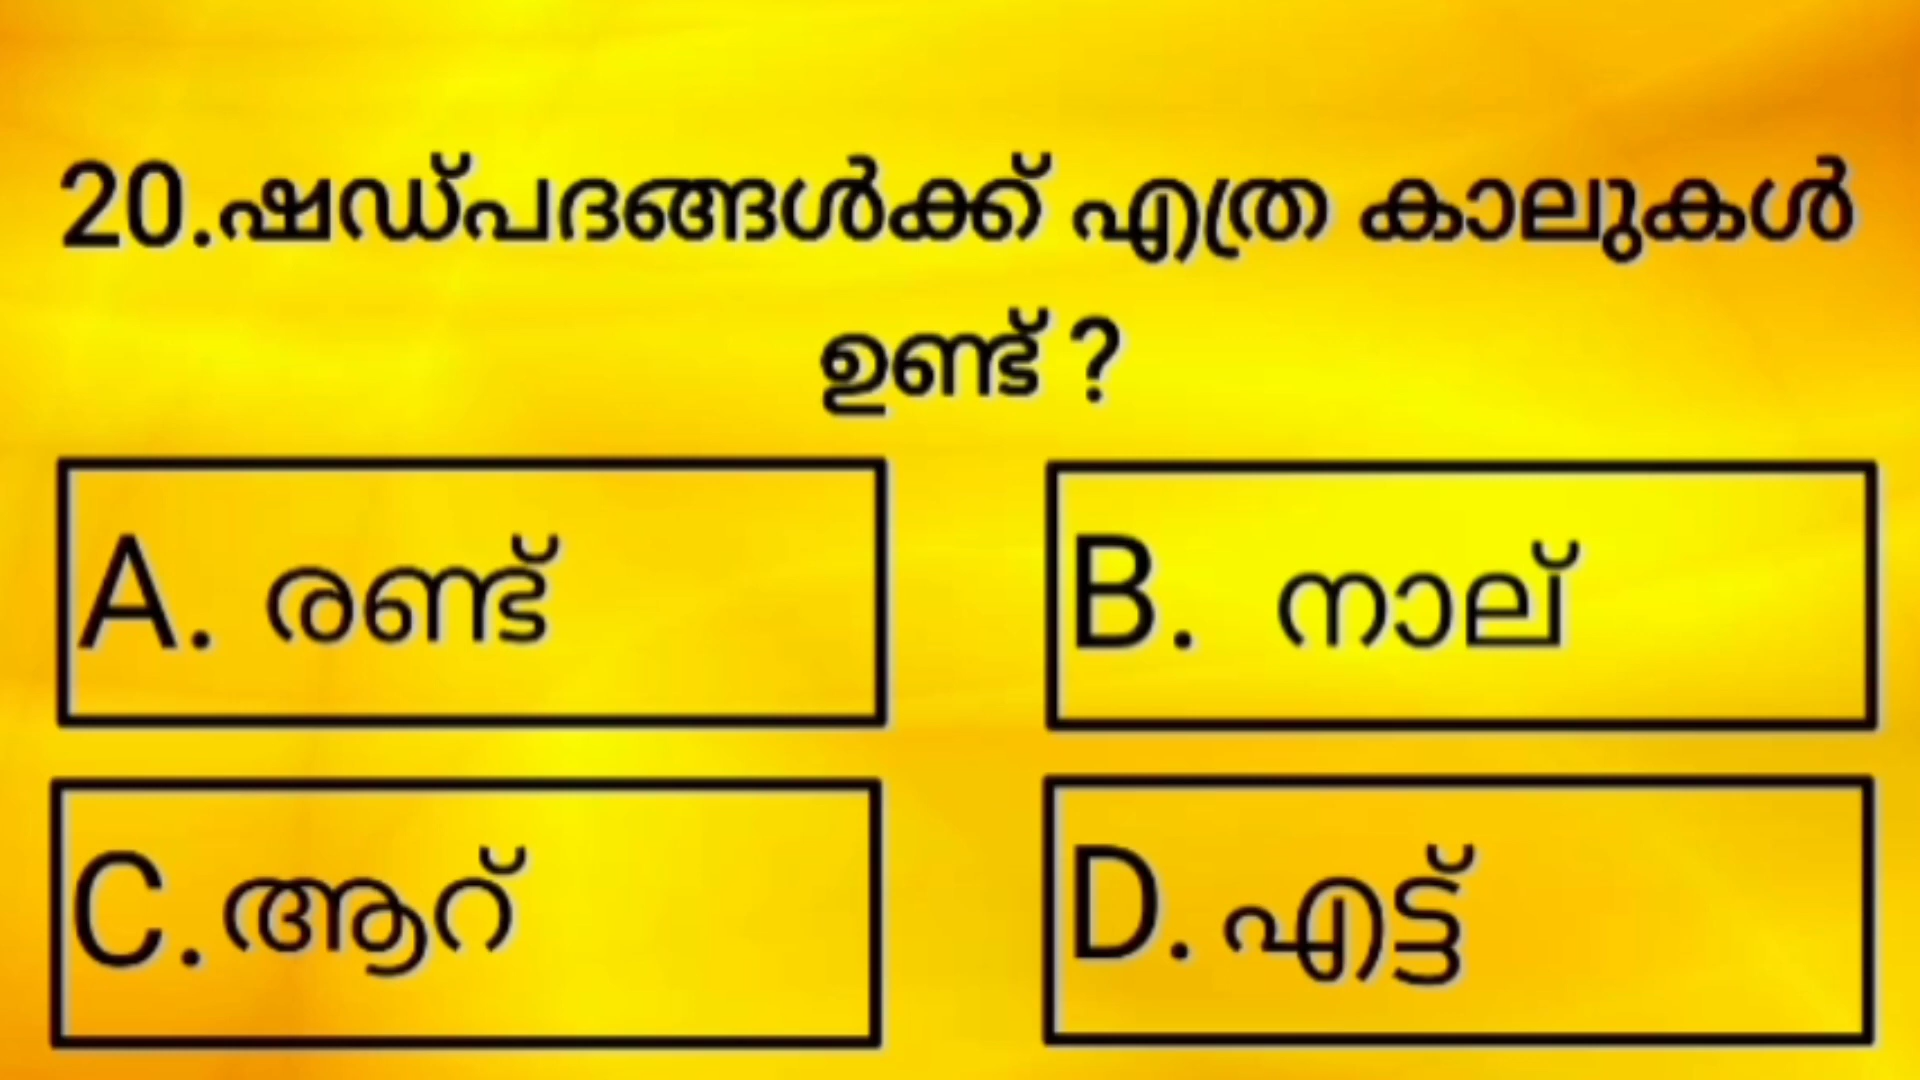 20.ഷഡ്പദങ്ങൾക്ക് എത്ര കാലുകൾ
ഉണ്ട് ?
A. രണ്ട്
B. നാല്
C.ആറ്
D.എട്ട്